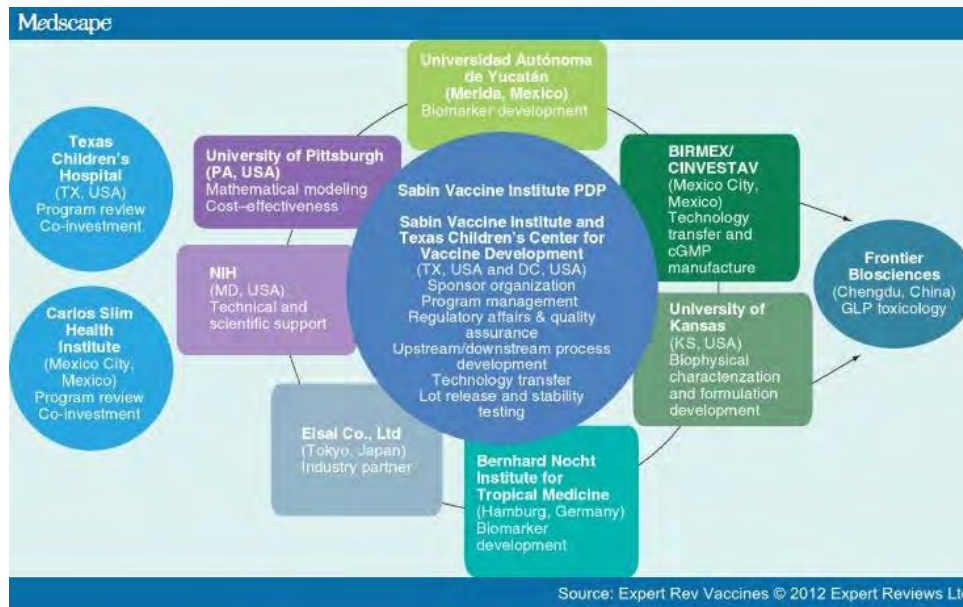 Medscape
Universidad Autónoma
de Yucatán
(Merida, Mexico)
Biomarker development
Texas
Children's
Hospital
(TX, USA)
Program review
Co-investment
University of Pittsburgh
(PA, USA)
Mathematical modeling
Cost–effectiveness
BIRMEX/
CINVESTAV
(Mexico City,
Mexico)
Technology
transfer and
cGMP
manufacture
Sabin Vaccine Institute PDP
Sabin Vaccine Institute and
Texas Children's Center for
Vaccine Development
(TX, USA and DC, USA)
Sponsor organization
Program management
Regulatory affairs & quality
assurance
Upstream/downstream process
development
Technology transfer
Lot release and stability
testing
NIH
(MD, USA)
Technical and
scientific support
Frontier
Biosciences
(Chengdu, China)
GLP toxicology
Carlos Slim
Health
Institute
(Mexico City,
Mexico)
Program review
Co-investment
University of
Kansas
(KS, USA)
Biophysical
characterization
and formulation
development
Eisai Co., Ltd
(Tokyo, Japan)
Industry partner
Bernhard Nocht
Institute for
Tropical Medicine
(Hamburg, Germany)
Biomarker
development
Source: Expert Rev Vaccines © 2012 Expert Reviews Ltd